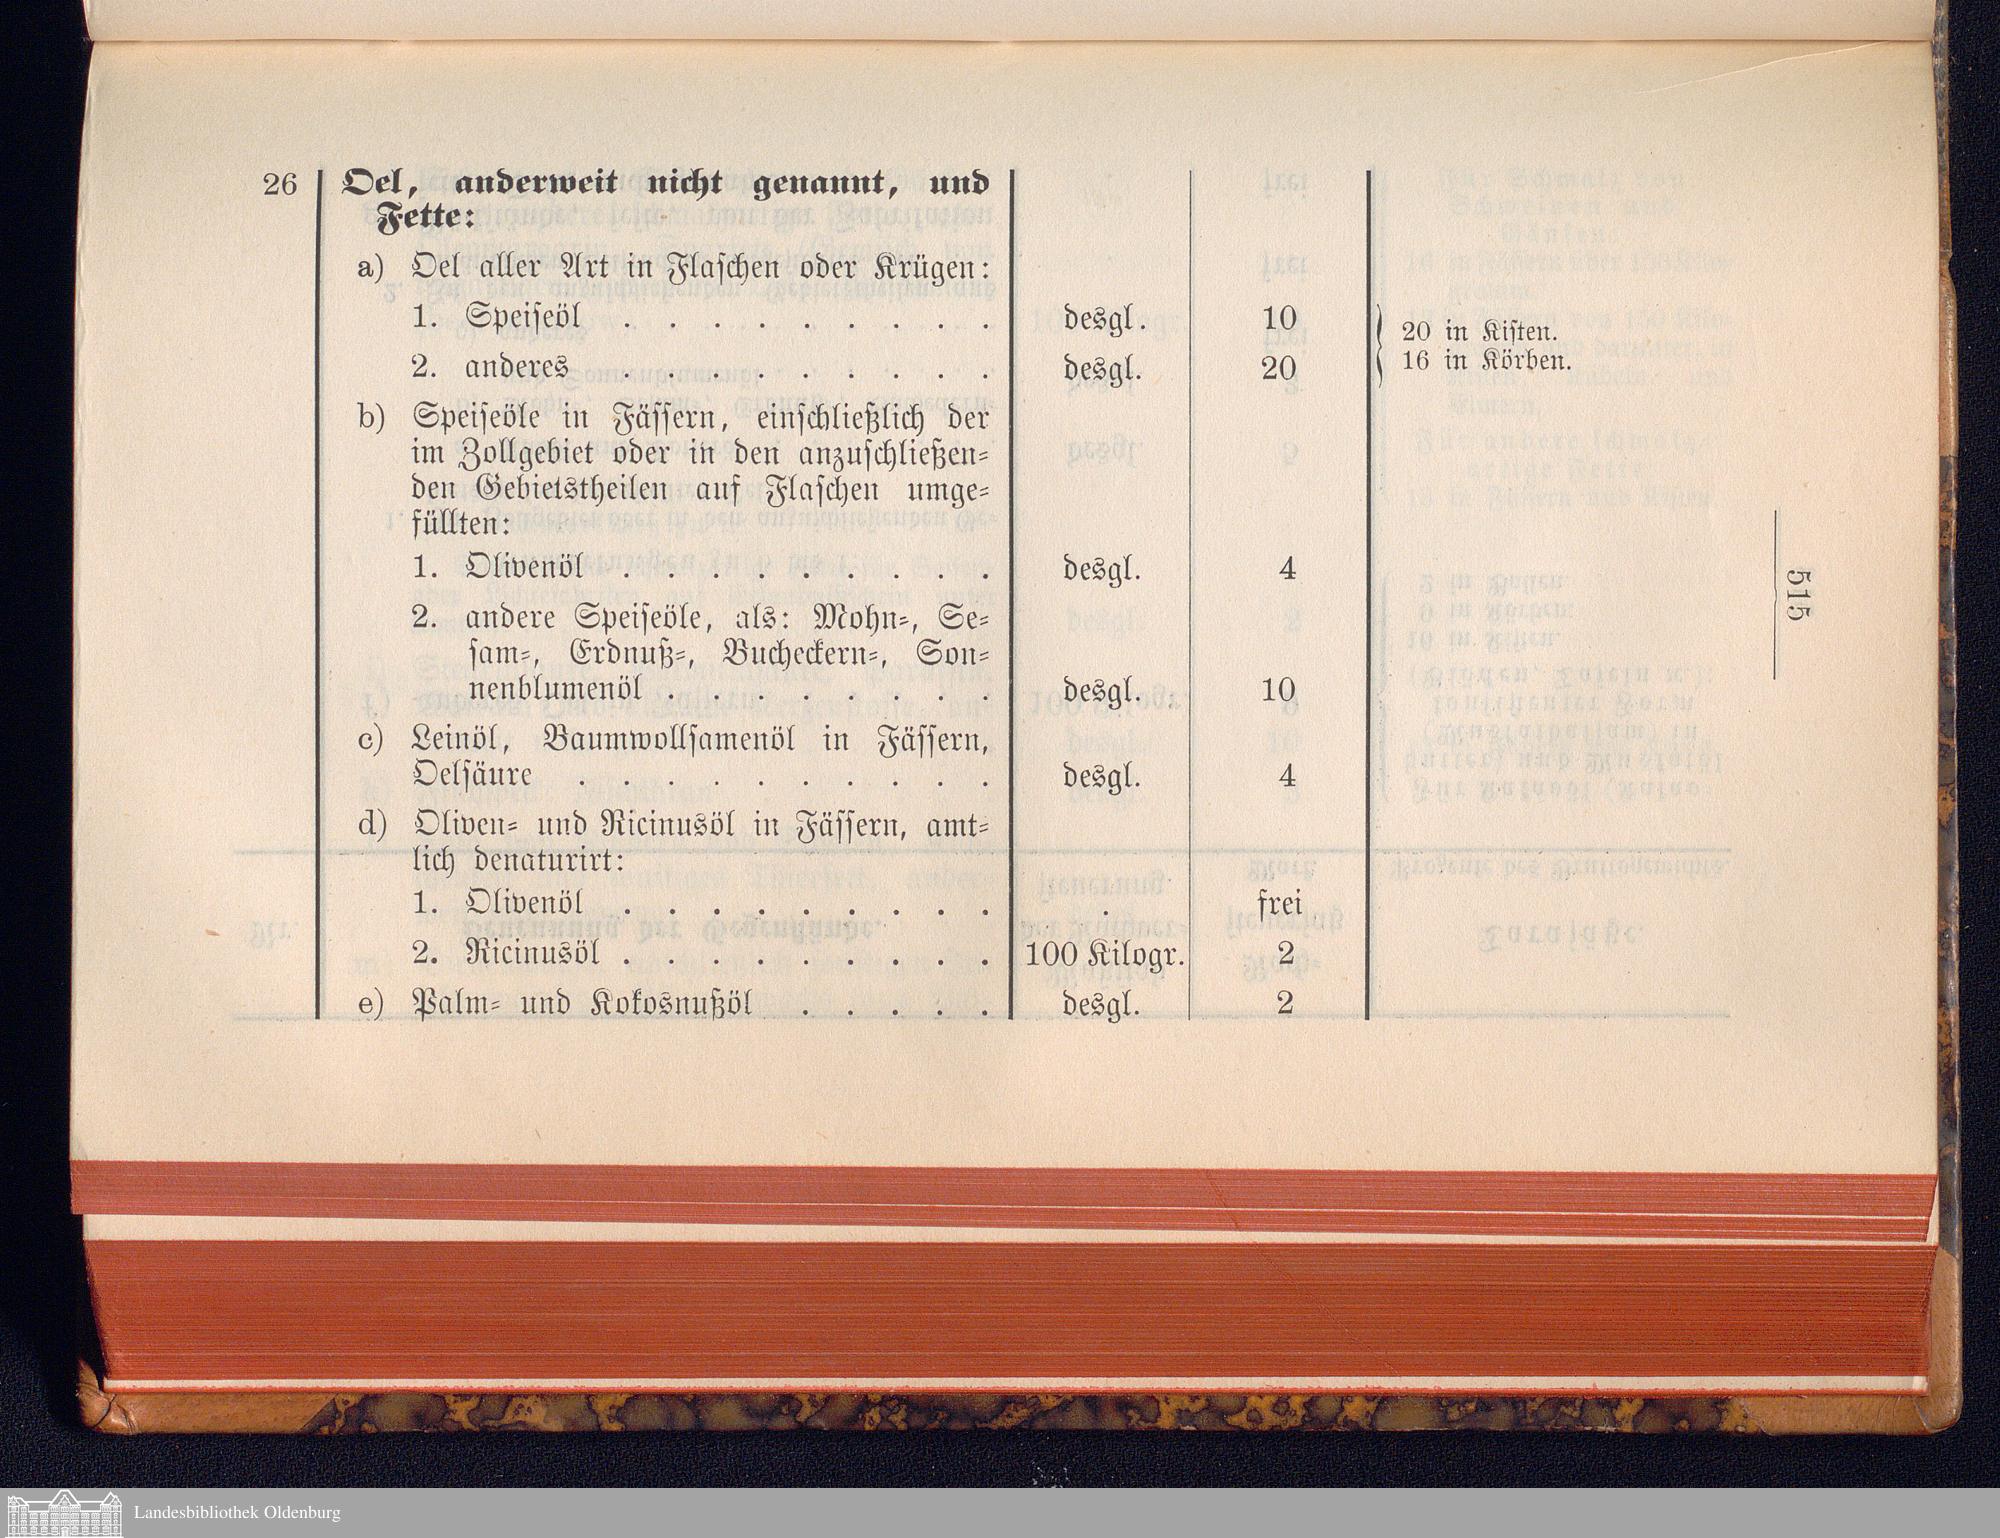 26 Oel, anderweit nicht genannt, und
Fette:
a) Oel aller Art in Flaschen oder Krügen:
1. Speiseöl . . . . . . . . . desgl. 10
20 in Kisten.
16 in Körben.
2. anderes . . . . . . . . . desgl. 20
b) Speiseöle in Fässern, einschließlich der
im Zollgebiet oder in den anzuschließen-
den Gebietstheilen auf Flaschen umge-
füllten:
1. Olivenöl . . . . . . . . . desgl. 4
2. andere Speiseöle, als: Mohn-, Se-
sam-, Erdnuß-, Bucheckern-, Son-
nenblumenöl . . . . . . . . desgl. 10
c) Leinöl, Baumwollsamenöl in Fässern,
Oelsäure . . . . . . . . . . desgl. 4
d) Oliven- und Ricinusöl in Fässern, amt-
lich denaturirt:
1. Olivenöl . . . . . . . . . . frei
2. Ricinusöl . . . . . . . . . 100 Kilogr. 2
e) Palm- und Kokosnußöl . . . . . desgl. 2
515
Landesbibliothek Oldenburg